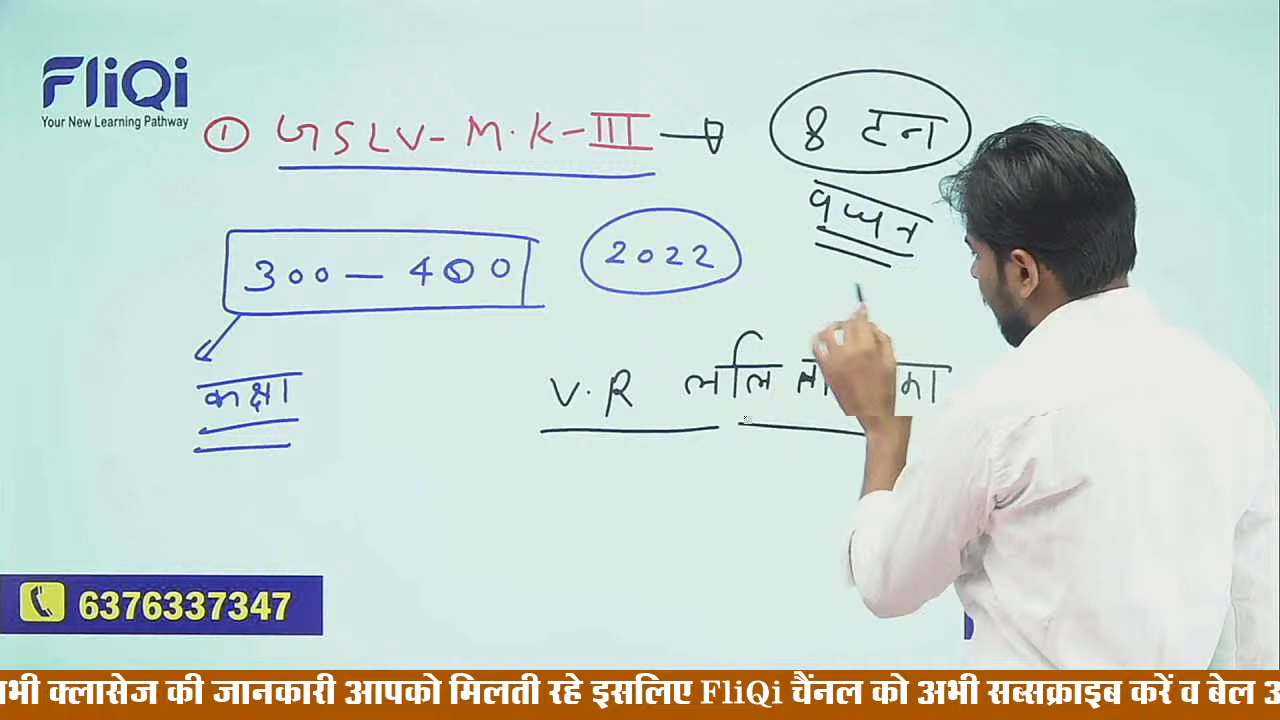 FliQi
Your New Learning Pathway
① GSLV-M.K-III → 8 टन
300 — 400
2022
कक्षा
V.R ललि
6376337347
भी क्लासेज की जानकारी आपको मिलती रहे इसलिए FliQi चैंनल को अभी सब्सक्राइब करें व बेल